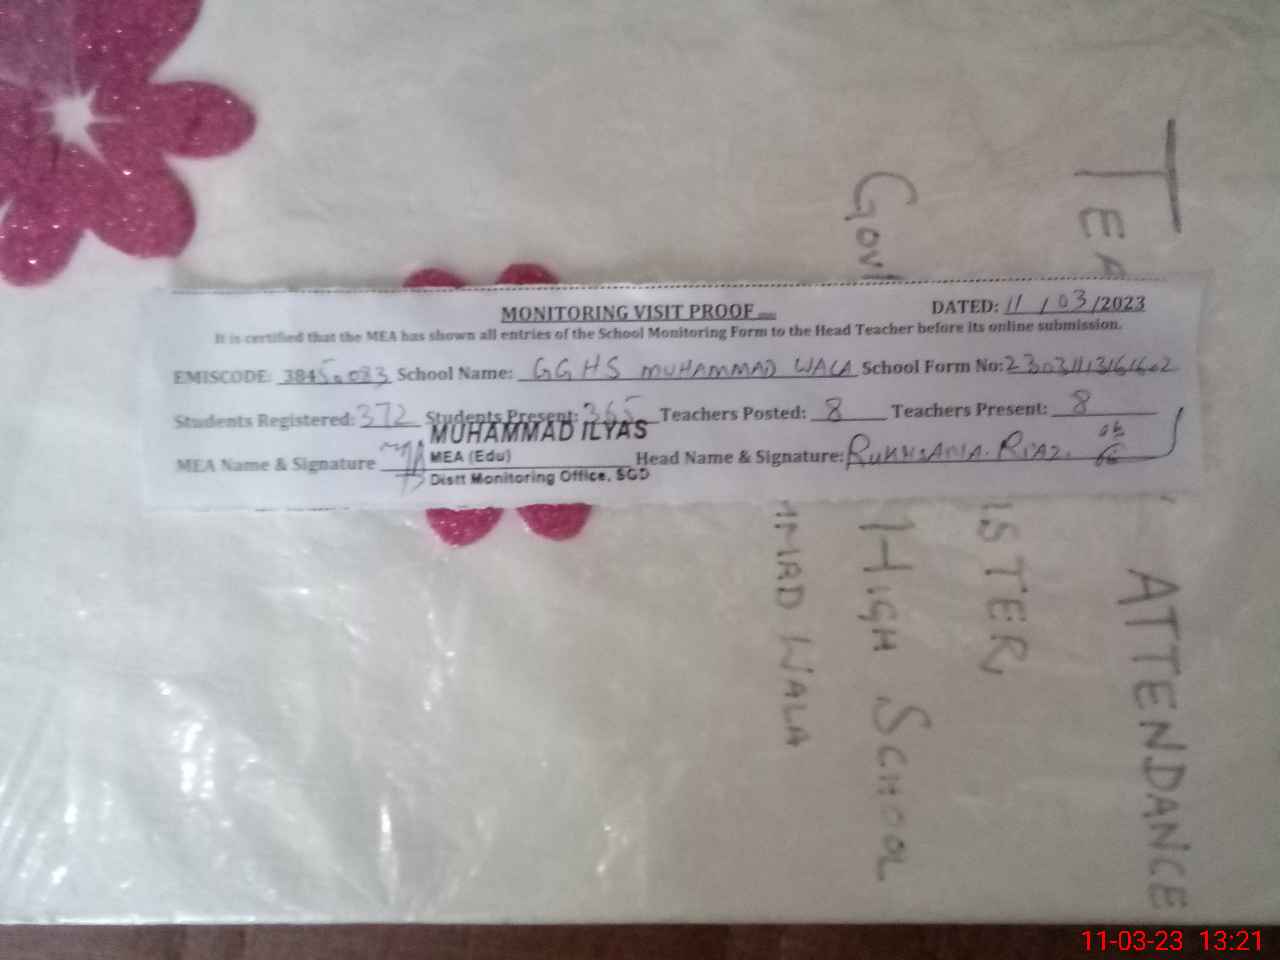 MONITORING VISIT PROOF
DATED: 11 / 03/2023
It is certified that the MEA has shown all entries of the School Monitoring Form to the Head Teacher before its online submission.
EMISCODE: School Name: GGHS MUHAMMAD WALA School Form No:
Students Registered: 372 Students Present: 365 Teachers Posted: 8 Teachers Present: 8
MUHAMMAD ILYAS
MEA (Edu)
Distt Monitoring Office, SGD
MEA Name & Signature Head Name & Signature: RUKHSANA RIAZ.
TEA ATTENDANCE
ISTER
GOV HIGH SCHOOL
MMAD WALA
11-03-23 13:21